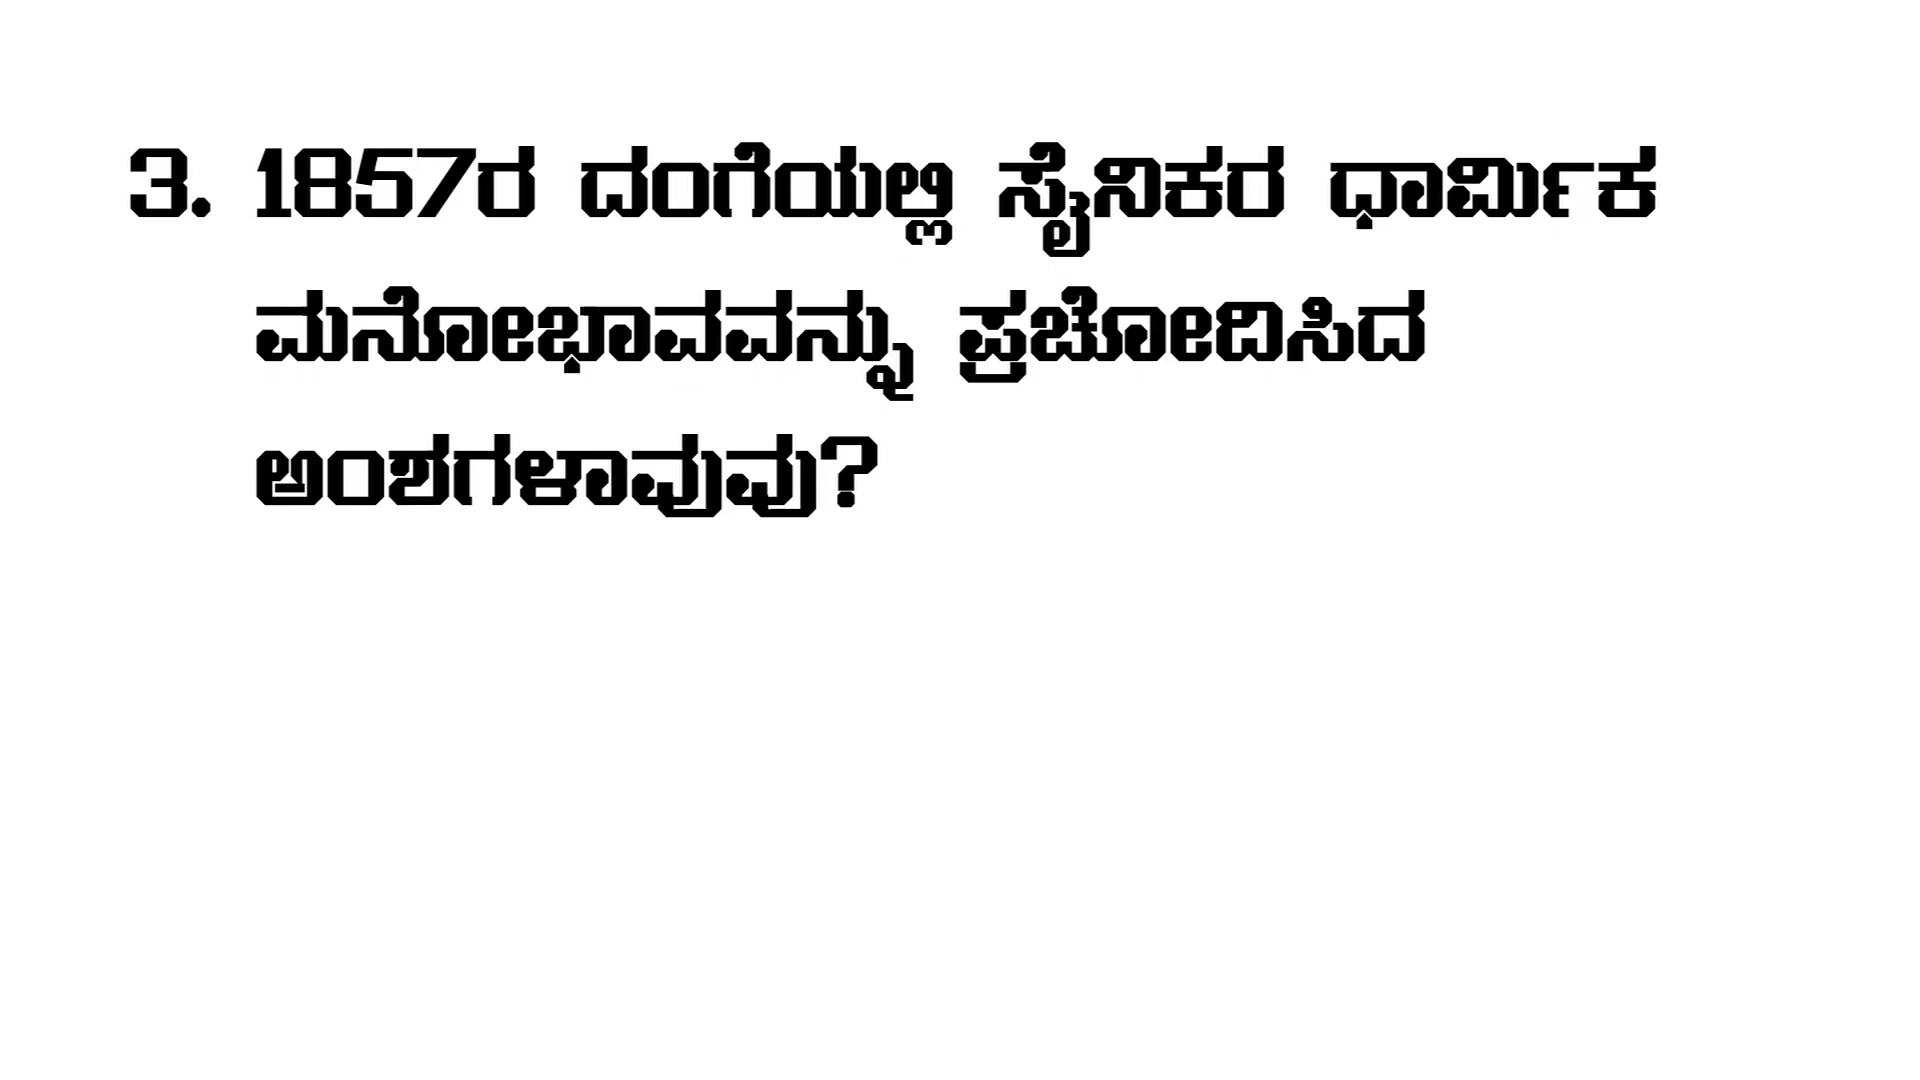 3. 1857ರ ದಂಗೆಯಲ್ಲಿ ಸೈನಿಕರ ಧಾರ್ಮಿಕ
ಮನೋಭಾವವನ್ನು ಪ್ರಚೋದಿಸಿದ
ಅಂಶಗಳಾವುವು?